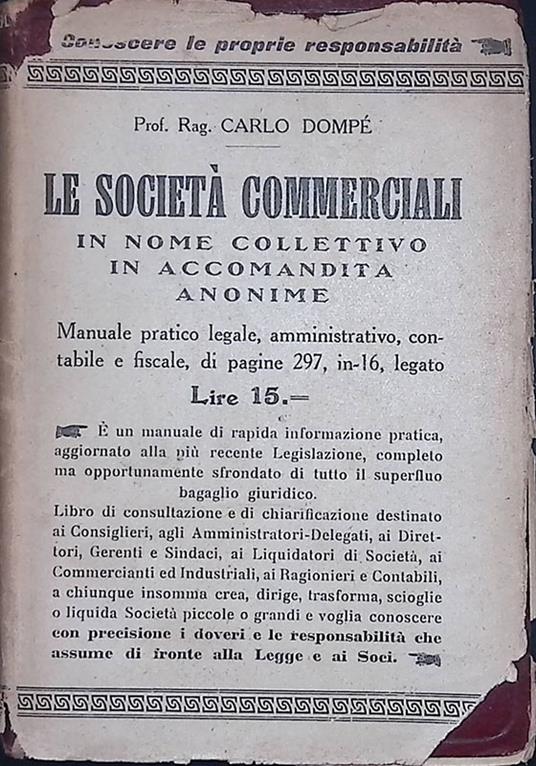 Conoscere le proprie responsabilità
Prof. Rag. CARLO DOMPÉ
LE SOCIETÀ COMMERCIALI
IN NOME COLLETTIVO
IN ACCOMANDITA
ANONIME
Manuale pratico legale, amministrativo, con-
tabile e fiscale, di pagine 297, in-16, legato
Lire 15.=
È un manuale di rapida informazione pratica,
aggiornato alla più recente Legislazione, completo
ma opportunamente sfrondato di tutto il superfluo
bagaglio giuridico.
Libro di consultazione e di chiarificazione destinato
ai Consiglieri, agli Amministratori-Delegati, ai Diret-
tori, Gerenti e Sindaci, ai Liquidatori di Società, ai
Commercianti ed Industriali, ai Ragionieri e Contabili,
a chiunque insomma crea, dirige, trasforma, scioglie
o liquida Società piccole o grandi e voglia conoscere
con precisione i doveri e le responsabilità che
assume di fronte alla Legge e ai Soci.